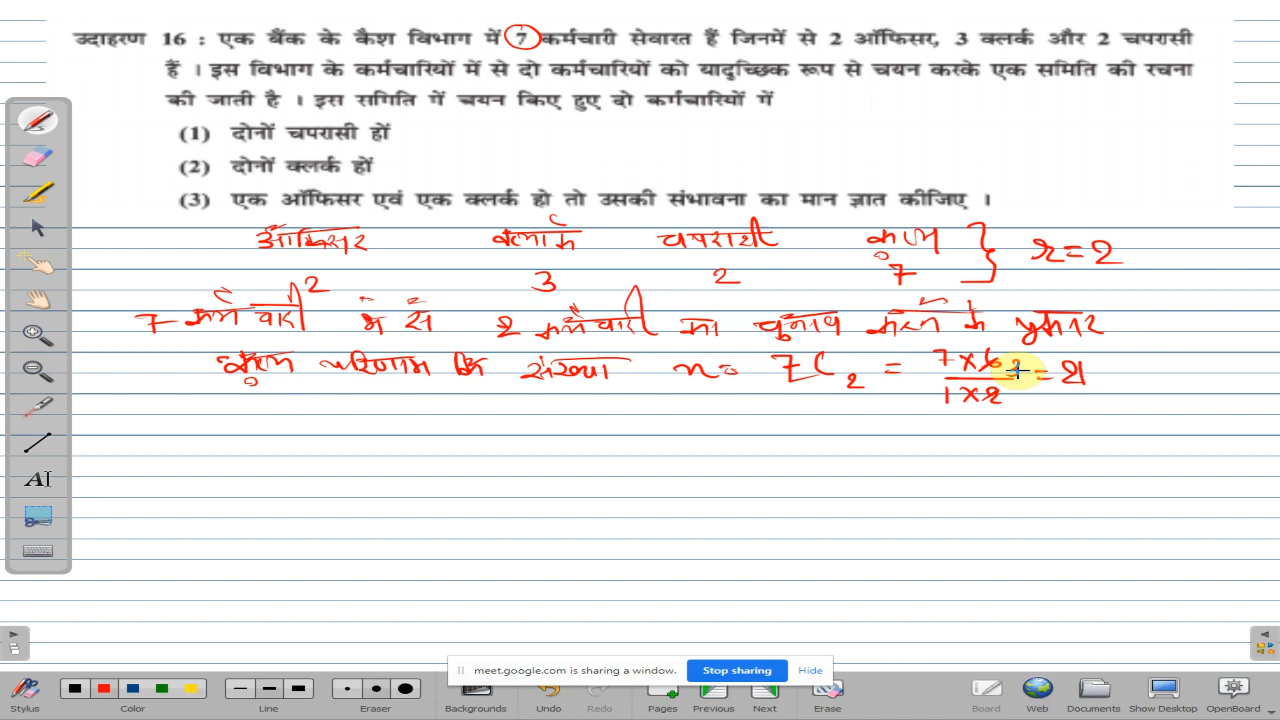 उदाहरण 16 : एक बैंक के कैश विभाग में 7 कर्मचारी सेवारत हैं जिनमें से 2 ऑफिसर, 3 क्लर्क और 2 चपरासी
हैं । इस विभाग के कर्मचारियों में से दो कर्मचारियों को यादृच्छिक रूप से चयन करके एक समिति की रचना
की जाती है । इस समिति में चयन किए हुए दो कर्मचारियों में
(1) दोनों चपरासी हों
(2) दोनों क्लर्क हों
(3) एक ऑफिसर एवं एक क्लर्क हो तो उसकी संभावना का मान ज्ञात कीजिए ।
ऑफिसर क्लार्क चपराशी कुल
2 3 2 7 } r = 2
7 कर्मचारी में से 2 कर्मचारी का चुनाव करने के प्रकार
कुल परिणाम कि संख्या n = 7C2 = 7×6 3 / 1×2 = 21
AI
meet.google.com is sharing a window. Stop sharing Hide
Stylus Color Line Eraser Backgrounds Undo Redo Pages Previous Next Erase Board Web Documents Show Desktop OpenBoard